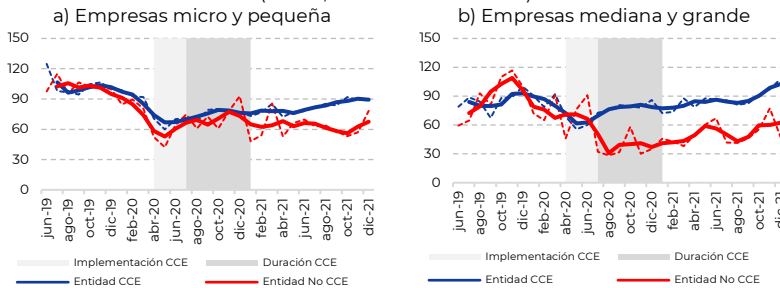 a) Empresas micro y pequeña
150
120
90
60
30
0
jun-19
ago-19
oct-19
dic-19
feb-20
abr-20
jun-20
ago-20
oct-20
dic-20
feb-21
abr-21
jun-21
ago-21
oct-21
dic-21
Implementación CCE
Duración CCE
Entidad CCE
Entidad No CCE
b) Empresas mediana y grande
150
120
90
60
30
0
jun-19
ago-19
oct-19
dic-19
feb-20
abr-20
jun-20
ago-20
oct-20
dic-20
feb-21
abr-21
jun-21
ago-21
oct-21
Implementación CCE
Duración CCE
Entidad CCE
Entidad No CCE